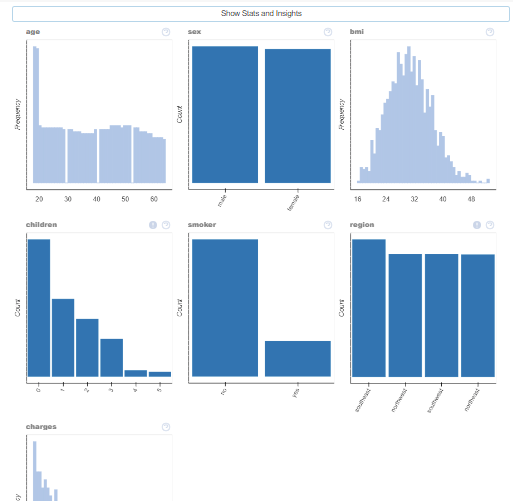 Show Stats and Insights
age
sex
bmi
Frequency
Count
Frequency
20 30 40 50 60
male female
16 24 32 40 48
children
smoker
region
Count
Count
Count
0 1 2 3 4 5
no yes
southeast northwest southwest northeast
charges
cy